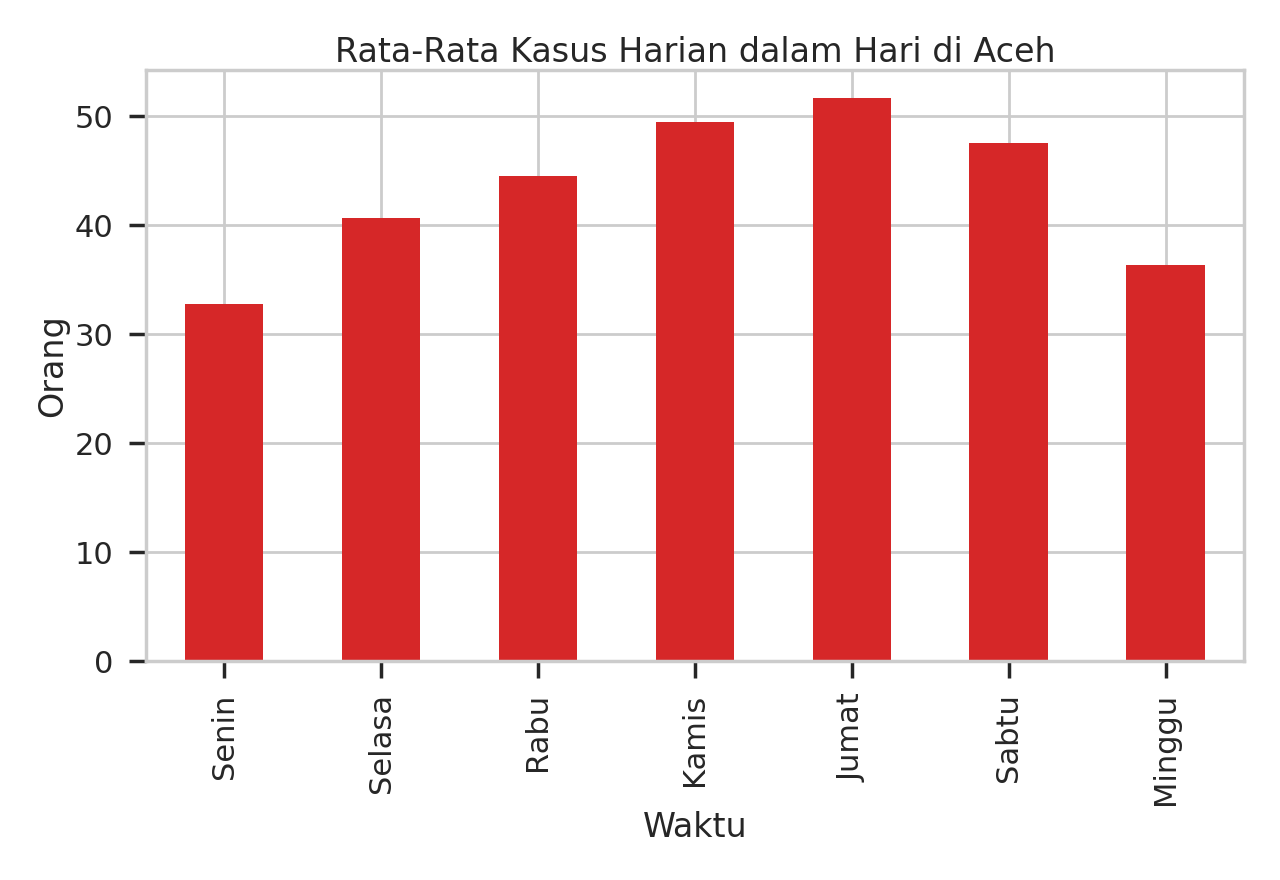 Rata-Rata Kasus Harian dalam Hari di Aceh
50
40
30
20
10
0
Orang
Senin
Selasa
Rabu
Kamis
Jumat
Sabtu
Minggu
Waktu